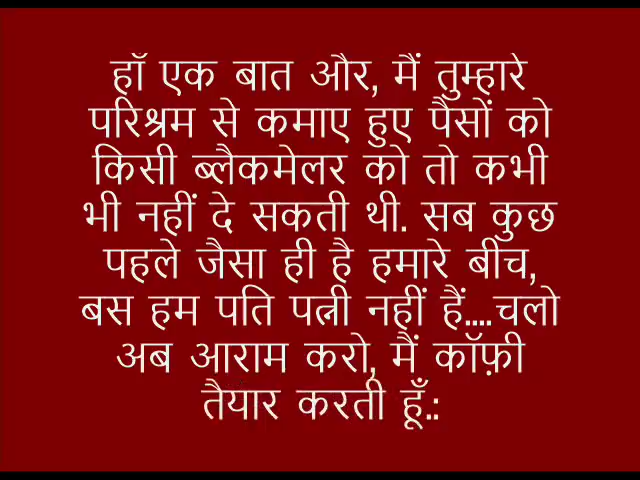 हॉ एक बात और, मैं तुम्हारे
परिश्रम से कमाए हुए पैसों को
किसी ब्लैकमेलर को तो कभी
भी नहीं दे सकती थी. सब कुछ
पहले जैसा ही है हमारे बीच,
बस हम पति पत्नी नहीं हैं....चलो
अब आराम करो, मैं कॉफ़ी
तैयार करती हूँ.: